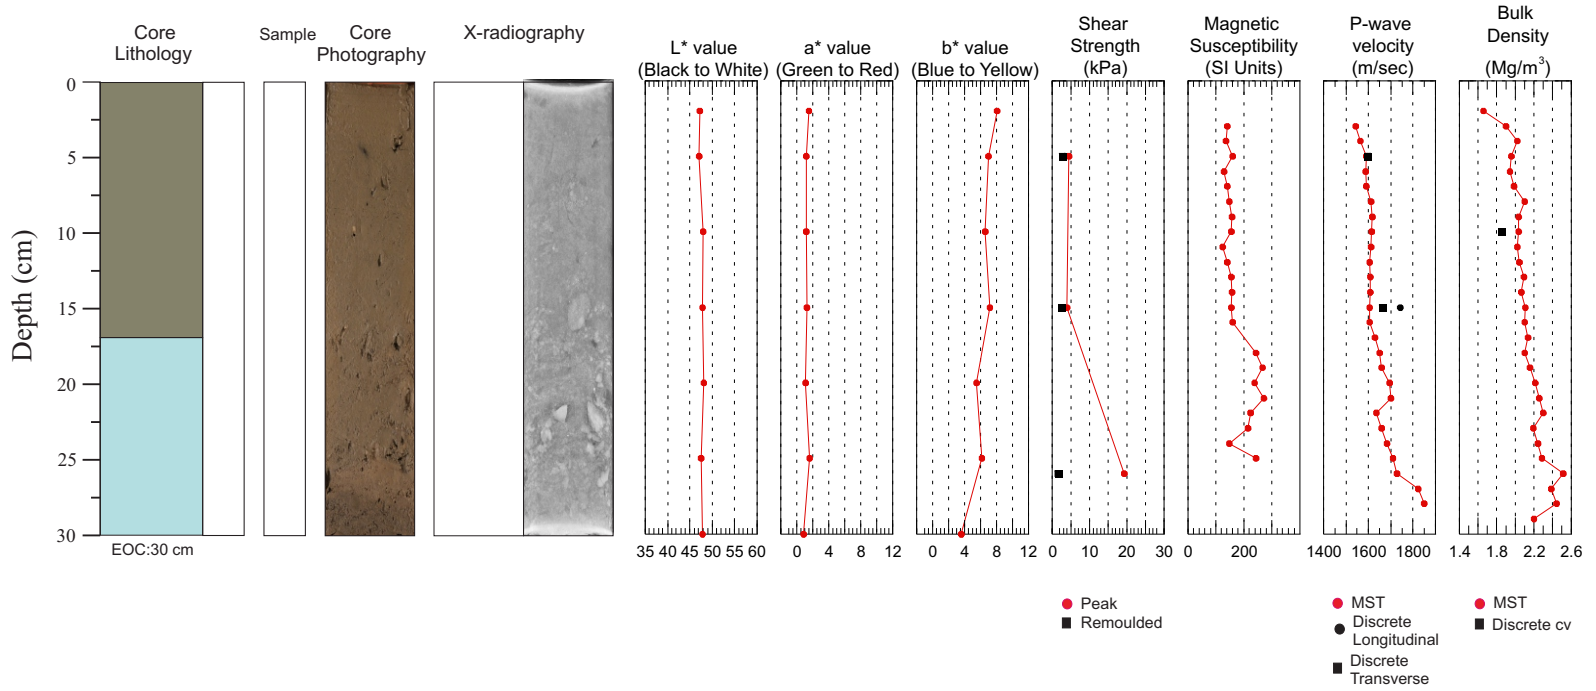 Core
Lithology
Sample
Core
Photography
X-radiography
L* value
(Black to White)
a* value
(Green to Red)
b* value
(Blue to Yellow)
Shear
Strength
(kPa)
Magnetic
Susceptibility
(SI Units)
P-wave
velocity
(m/sec)
Bulk
Density
(Mg/m³)
Depth (cm)
0
5
10
15
20
25
30
EOC:30 cm
35 40 45 50 55 60
0 4 8 12
0 4 8 12
0 10 20 30
0 200
1400 1600 1800
1.4 1.8 2.2 2.6
Peak
Remoulded
MST
Discrete
Longitudinal
Discrete
Transverse
MST
Discrete cv